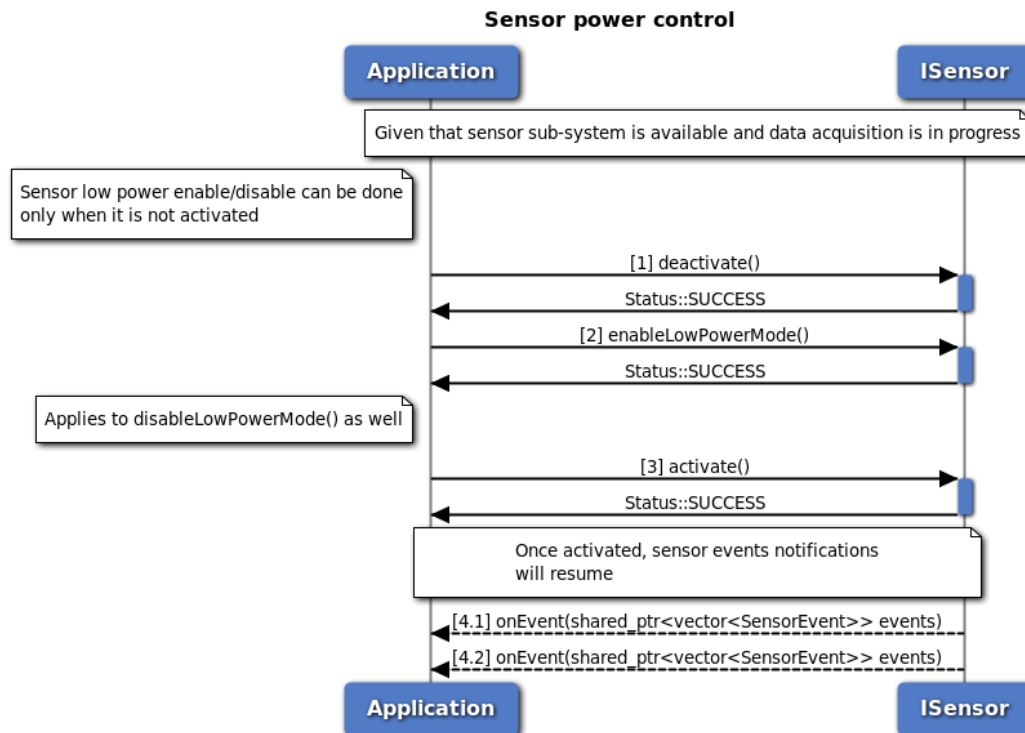 Sensor power control
Application
ISensor
Given that sensor sub-system is available and data acquisition is in progress
Sensor low power enable/disable can be done
only when it is not activated
[1] deactivate()
Status::SUCCESS
[2] enableLowPowerMode()
Status::SUCCESS
Applies to disableLowPowerMode() as well
[3] activate()
Status::SUCCESS
Once activated, sensor events notifications
will resume
[4.1] onEvent(shared_ptr<vector<SensorEvent>> events)
[4.2] onEvent(shared_ptr<vector<SensorEvent>> events)
Application
ISensor